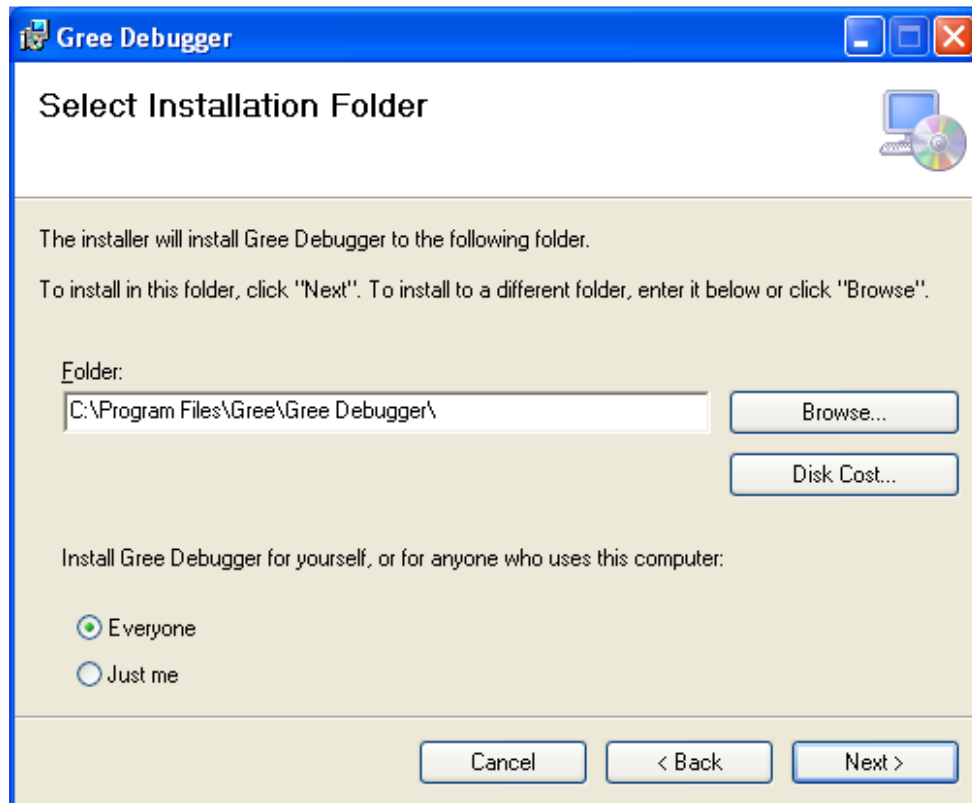 Gree Debugger
Select Installation Folder
The installer will install Gree Debugger to the following folder.
To install in this folder, click "Next". To install to a different folder, enter it below or click "Browse".
Folder:
C:\Program Files\Gree\Gree Debugger\
Browse...
Disk Cost...
Install Gree Debugger for yourself, or for anyone who uses this computer:
Everyone
Just me
Cancel
< Back
Next >